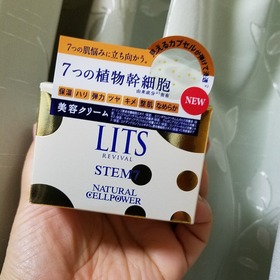 7つの肌悩みに立ち向かう。
7つの植物幹細胞
保湿 ハリ 弾力 ツヤ キメ 整肌 なめらか
美容クリーム
NEW
LITS
REVIVAL
STEM7
NATURAL
CELLPOWER